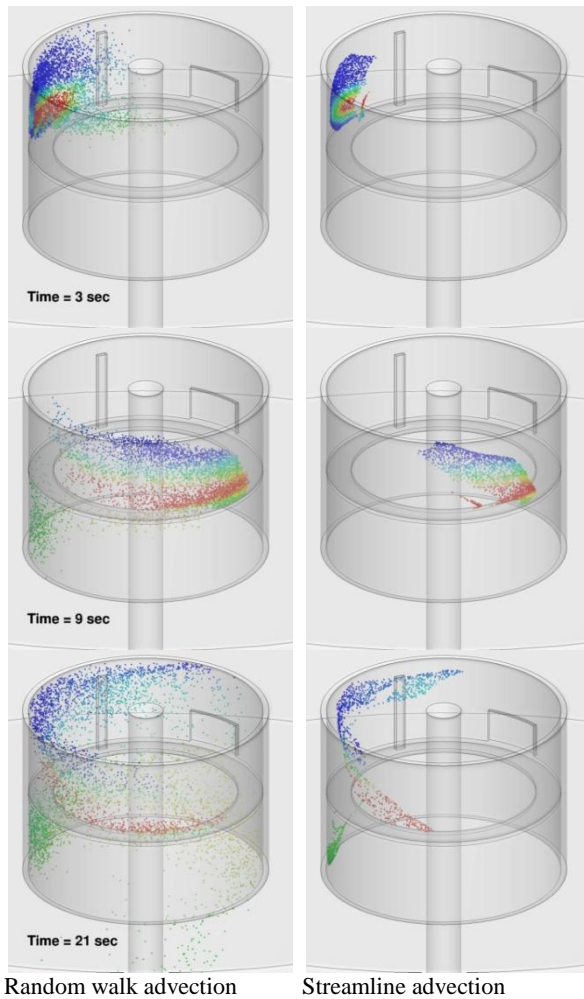 Time = 3 sec
Time = 9 sec
Time = 21 sec
Random walk advection
Streamline advection